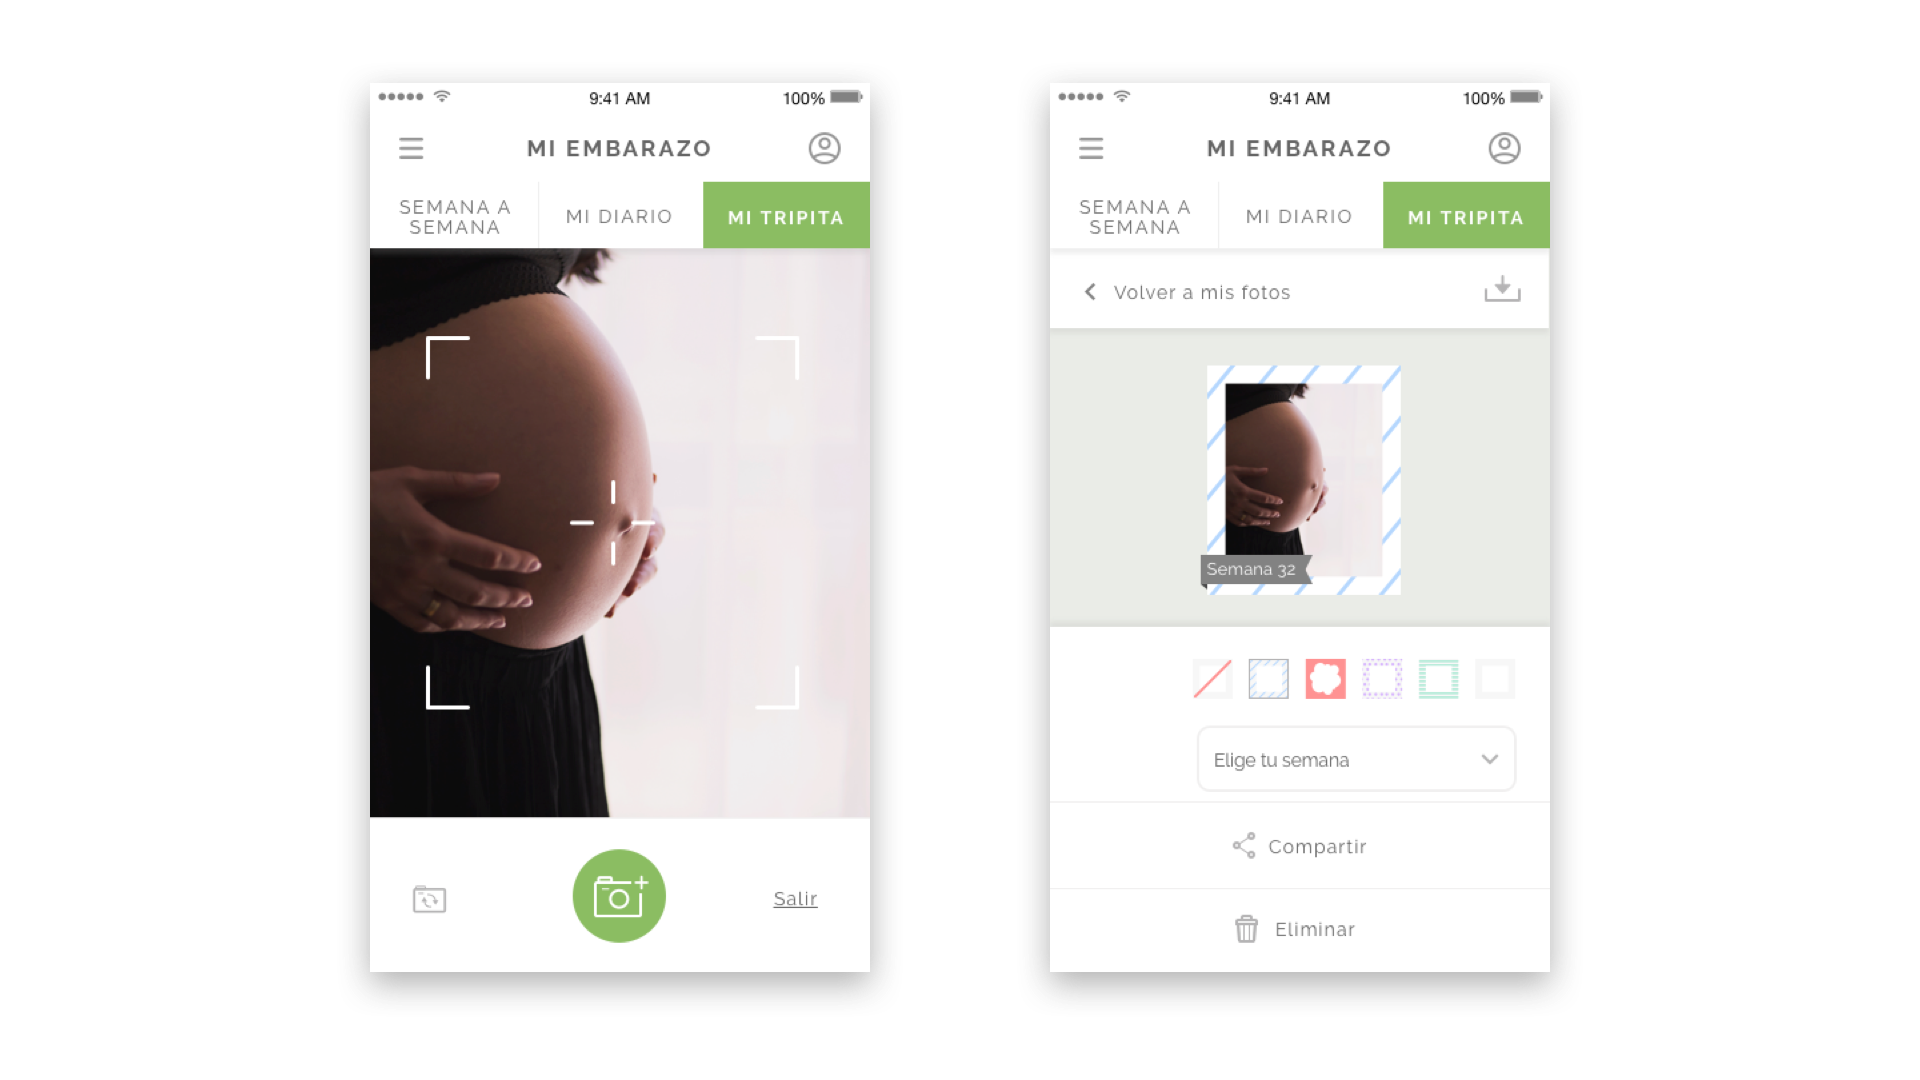 9:41 AM
100%
MI EMBARAZO
SEMANA A
SEMANA
MI DIARIO
MI TRIPITA
Salir
9:41 AM
100%
MI EMBARAZO
SEMANA A
SEMANA
MI DIARIO
MI TRIPITA
Volver a mis fotos
Semana 32
Elige tu semana
Compartir
Eliminar